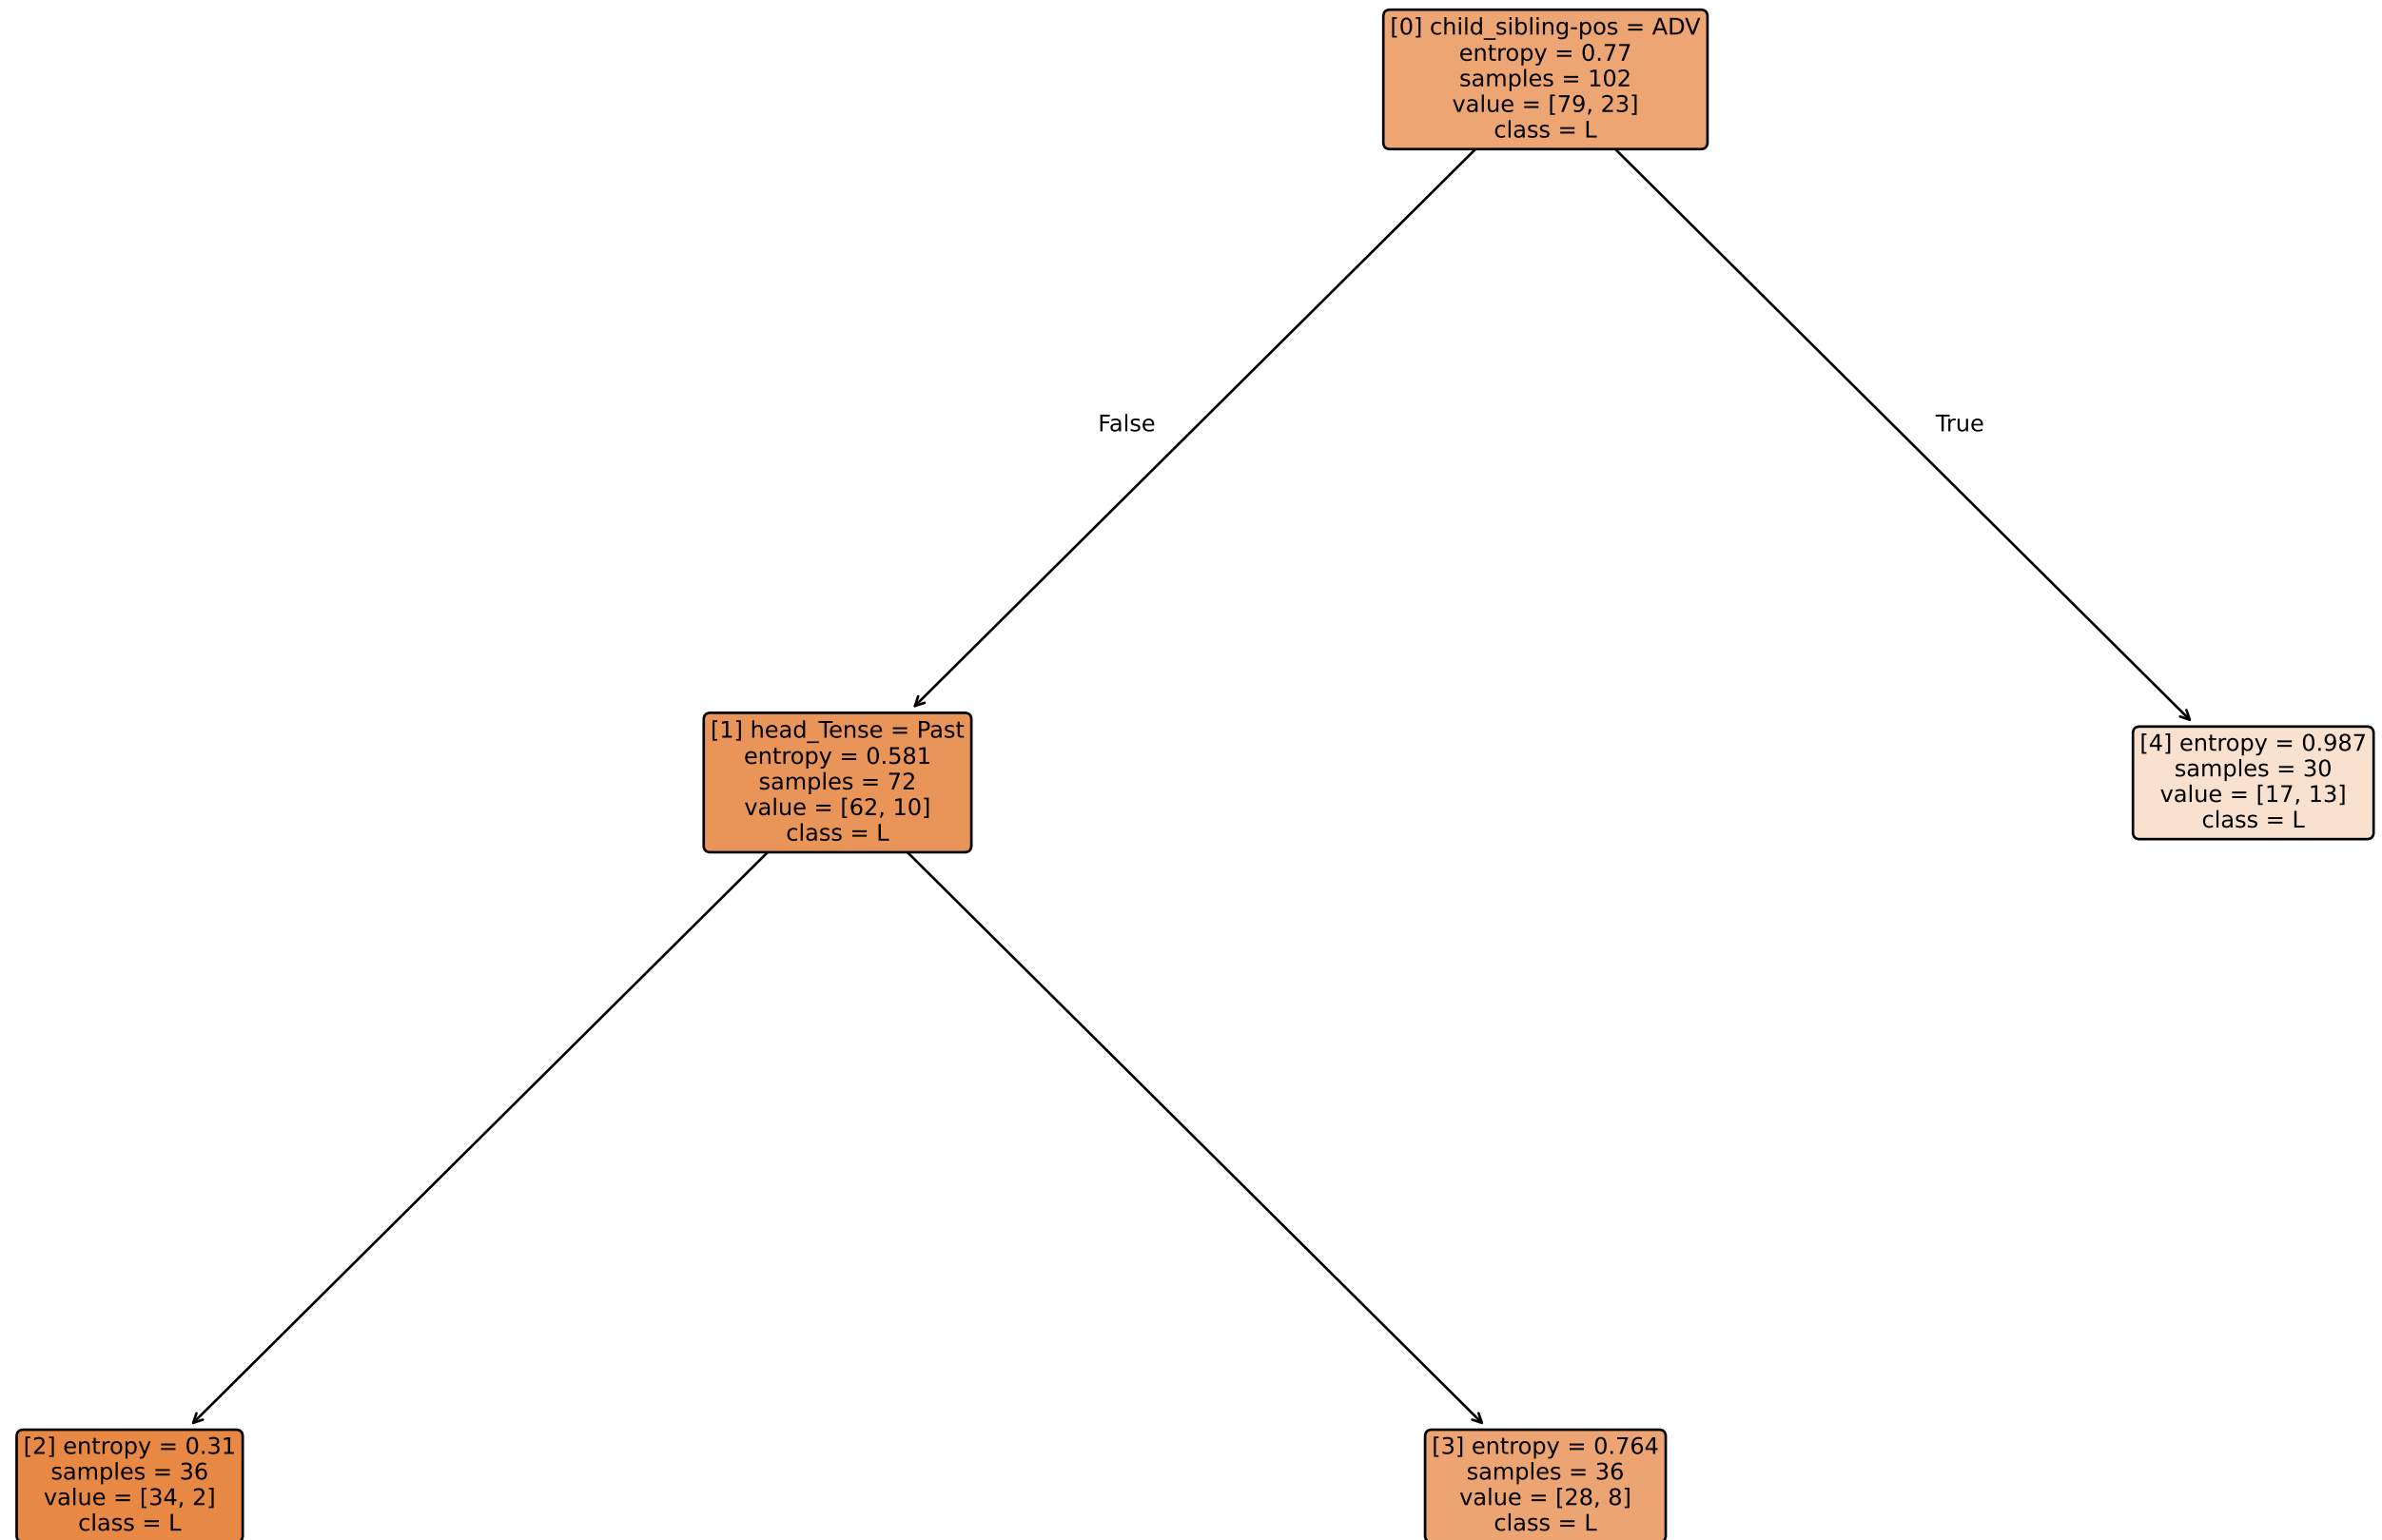 [0] child_sibling-pos = ADV
entropy = 0.77
samples = 102
value = [79, 23]
class = L
False
True
[1] head_Tense = Past
entropy = 0.581
samples = 72
value = [62, 10]
class = L
[4] entropy = 0.987
samples = 30
value = [17, 13]
class = L
[2] entropy = 0.31
samples = 36
value = [34, 2]
class = L
[3] entropy = 0.764
samples = 36
value = [28, 8]
class = L